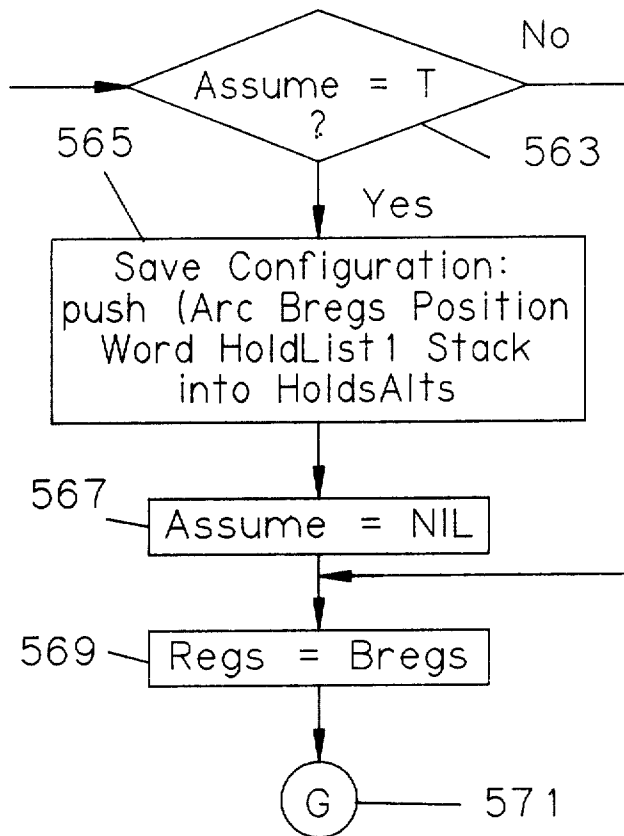 No
Assume = T
?
563
565
Yes
Save Configuration:
push (Arc Bregs Position
Word HoldList1 Stack
into HoldsAlts
567
Assume = NIL
569
Regs = Bregs
G
571